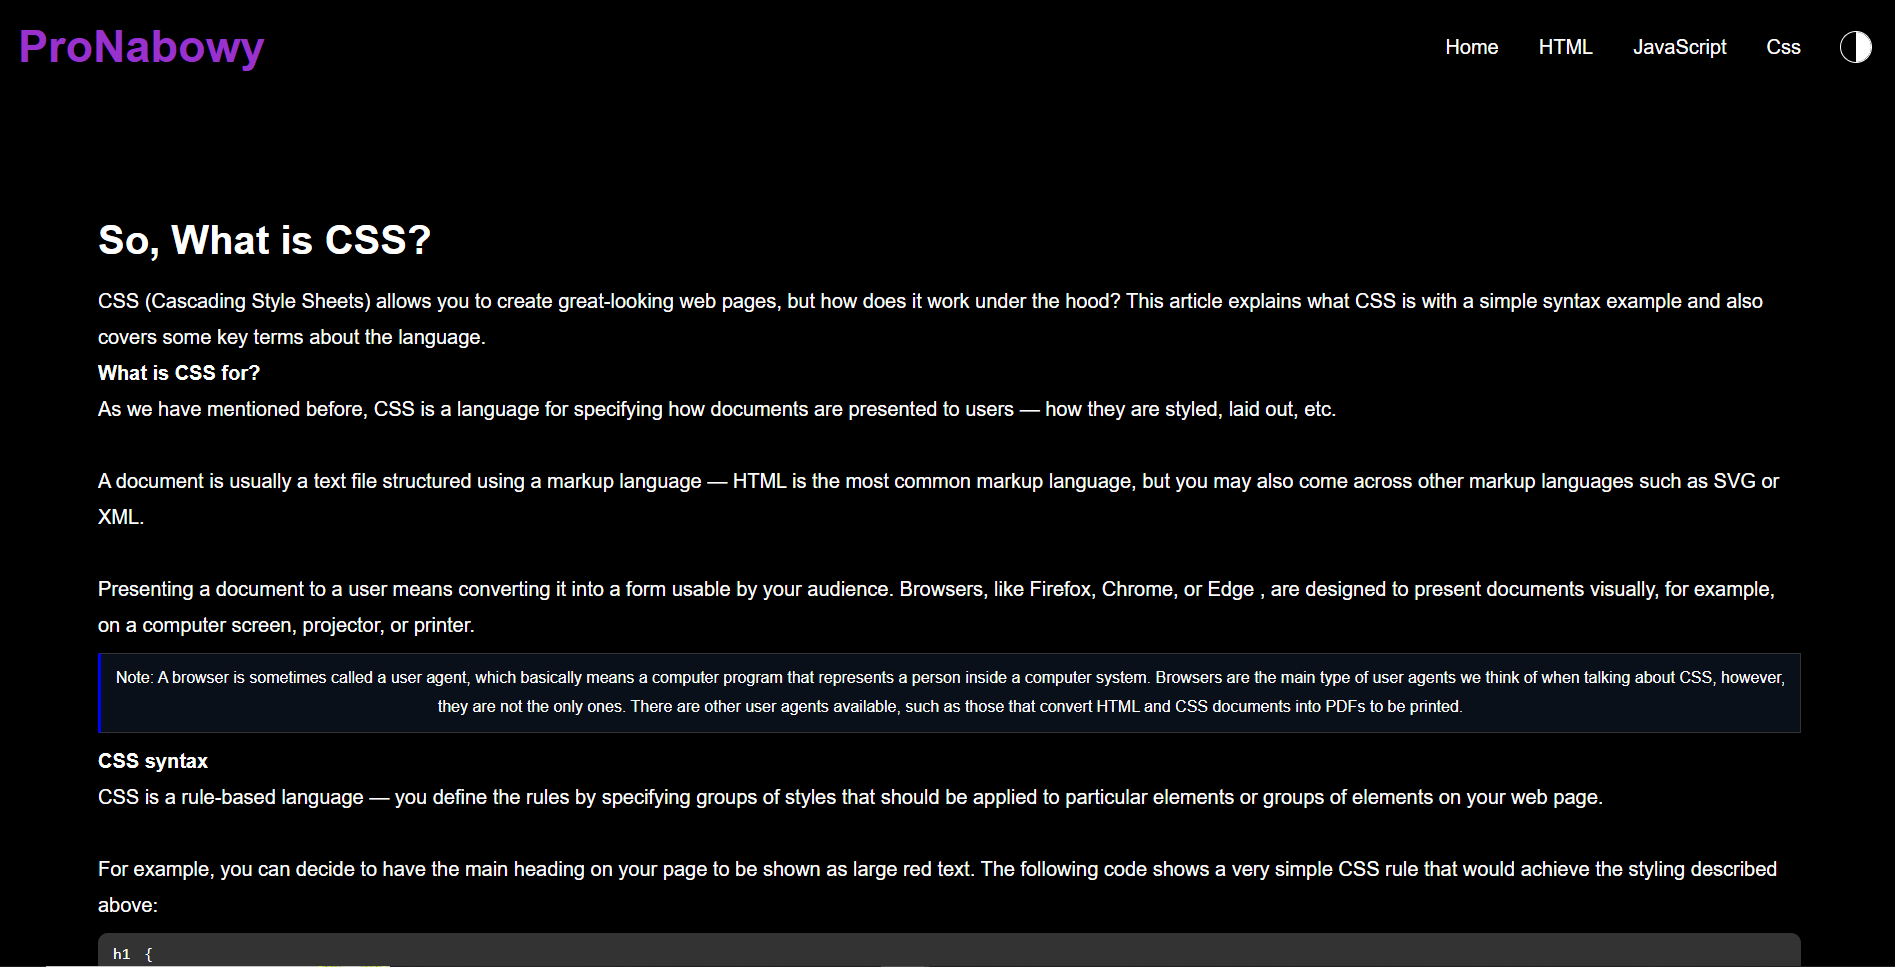 ProNabowy
Home HTML JavaScript Css
So, What is CSS?
CSS (Cascading Style Sheets) allows you to create great-looking web pages, but how does it work under the hood? This article explains what CSS is with a simple syntax example and also
covers some key terms about the language.
What is CSS for?
As we have mentioned before, CSS is a language for specifying how documents are presented to users — how they are styled, laid out, etc.
A document is usually a text file structured using a markup language — HTML is the most common markup language, but you may also come across other markup languages such as SVG or
XML.
Presenting a document to a user means converting it into a form usable by your audience. Browsers, like Firefox, Chrome, or Edge , are designed to present documents visually, for example,
on a computer screen, projector, or printer.
Note: A browser is sometimes called a user agent, which basically means a computer program that represents a person inside a computer system. Browsers are the main type of user agents we think of when talking about CSS, however,
they are not the only ones. There are other user agents available, such as those that convert HTML and CSS documents into PDFs to be printed.
CSS syntax
CSS is a rule-based language — you define the rules by specifying groups of styles that should be applied to particular elements or groups of elements on your web page.
For example, you can decide to have the main heading on your page to be shown as large red text. The following code shows a very simple CSS rule that would achieve the styling described
above:
h1 {